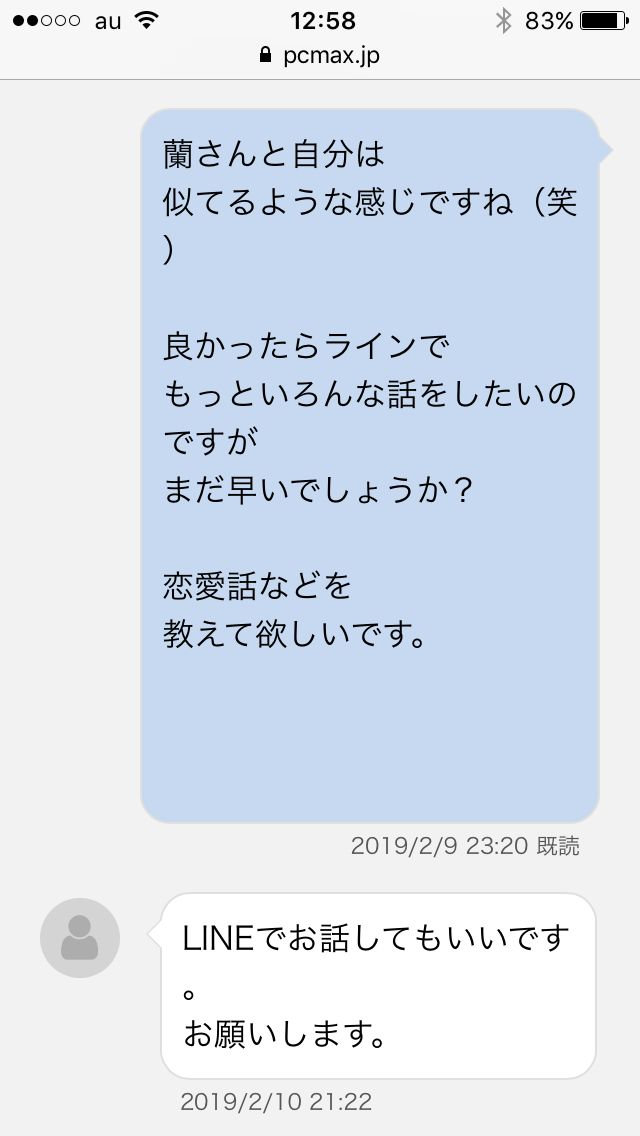 au 12:58 83%
pcmax.jp
蘭さんと自分は
似てるような感じですね（笑
）
良かったらラインで
もっといろんな話をしたいの
ですが
まだ早いでしょうか？
恋愛話などを
教えて欲しいです。
2019/2/9 23:20 既読
LINEでお話してもいいです
。
お願いします。
2019/2/10 21:22